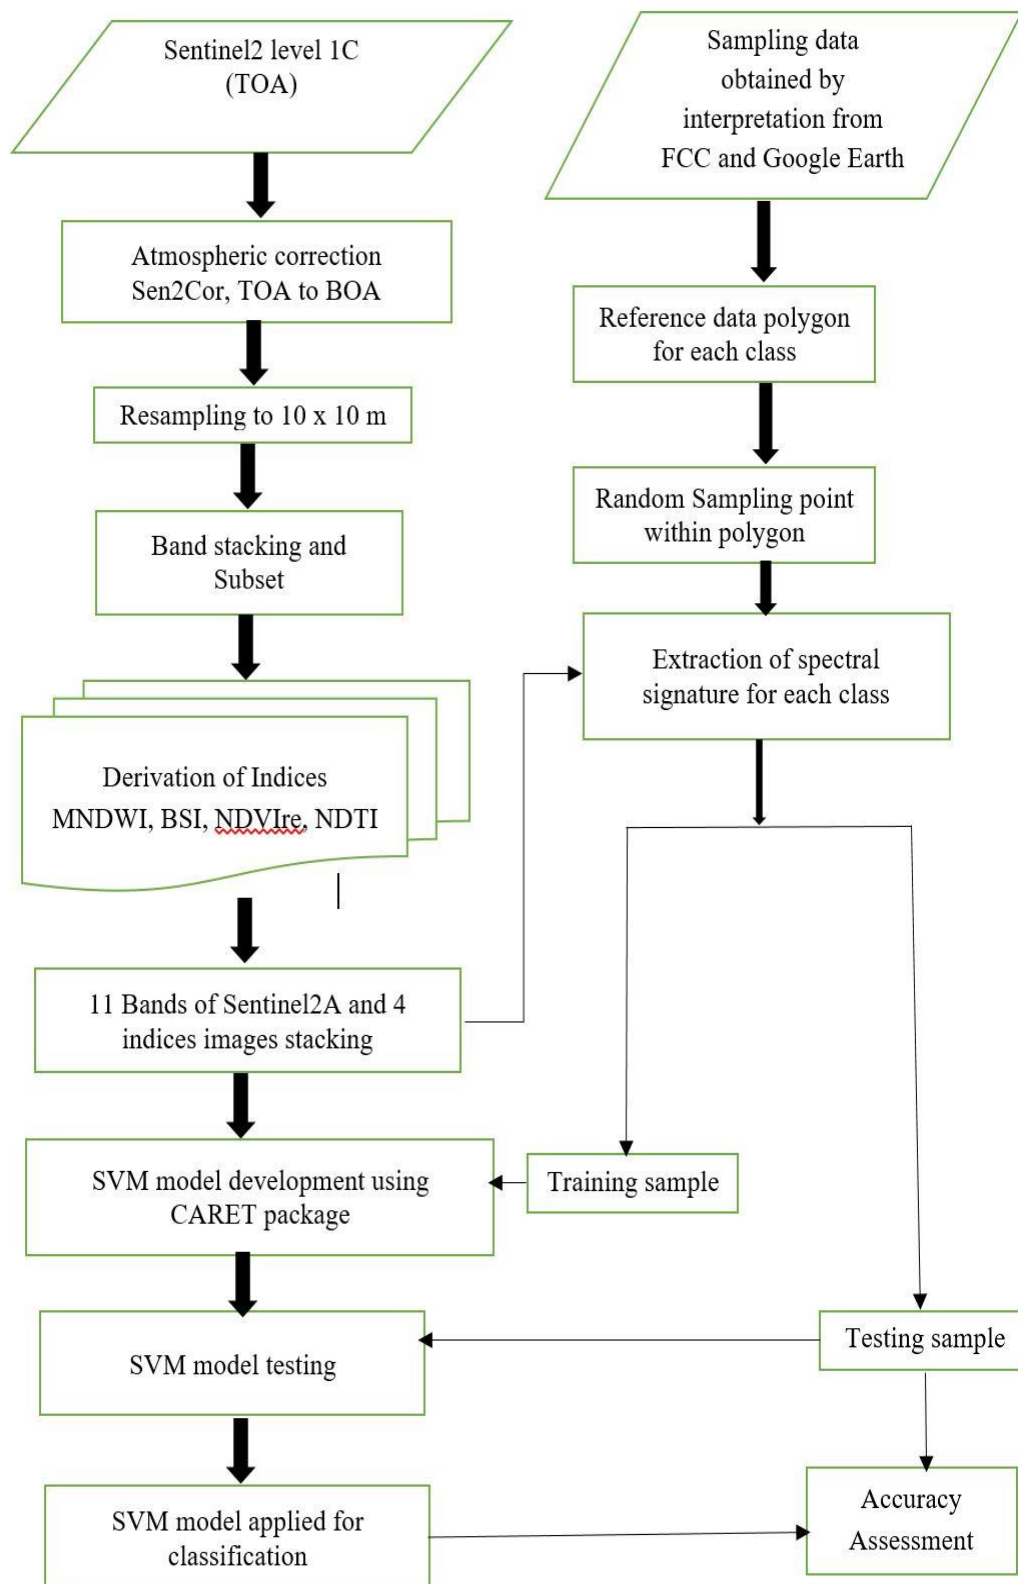 Sentinel2 level 1C
(TOA)
Atmospheric correction
Sen2Cor, TOA to BOA
Resampling to 10 x 10 m
Band stacking and
Subset
Derivation of Indices
MNDWI, BSI, NDVIre, NDTI
11 Bands of Sentinel2A and 4
indices images stacking
SVM model development using
CARET package
SVM model testing
SVM model applied for
classification
Sampling data
obtained by
interpretation from
FCC and Google Earth
Reference data polygon
for each class
Random Sampling point
within polygon
Extraction of spectral
signature for each class
Training sample
Testing sample
Accuracy
Assessment